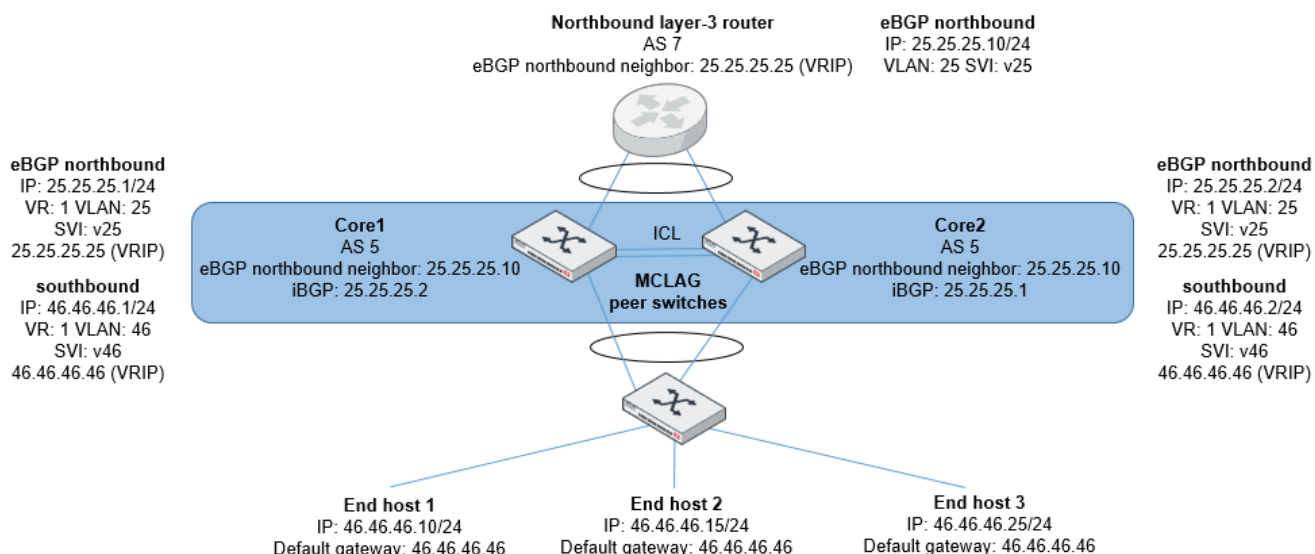 Northbound layer-3 router
AS 7
eBGP northbound neighbor: 25.25.25.25 (VRIP)
eBGP northbound
IP: 25.25.25.10/24
VLAN: 25 SVI: v25
eBGP northbound
IP: 25.25.25.1/24
VR: 1 VLAN: 25
SVI: v25
25.25.25.25 (VRIP)
southbound
IP: 46.46.46.1/24
VR: 1 VLAN: 46
SVI: v46
46.46.46.46 (VRIP)
Core1
AS 5
eBGP northbound neighbor: 25.25.25.10
iBGP: 25.25.25.2
ICL
MCLAG
peer switches
Core2
AS 5
eBGP northbound neighbor: 25.25.25.10
iBGP: 25.25.25.1
eBGP northbound
IP: 25.25.25.2/24
VR: 1 VLAN: 25
SVI: v25
25.25.25.25 (VRIP)
southbound
IP: 46.46.46.2/24
VR: 1 VLAN: 46
SVI: v46
46.46.46.46 (VRIP)
End host 1
IP: 46.46.46.10/24
Default gateway: 46.46.46.46
End host 2
IP: 46.46.46.15/24
Default gateway: 46.46.46.46
End host 3
IP: 46.46.46.25/24
Default gateway: 46.46.46.46